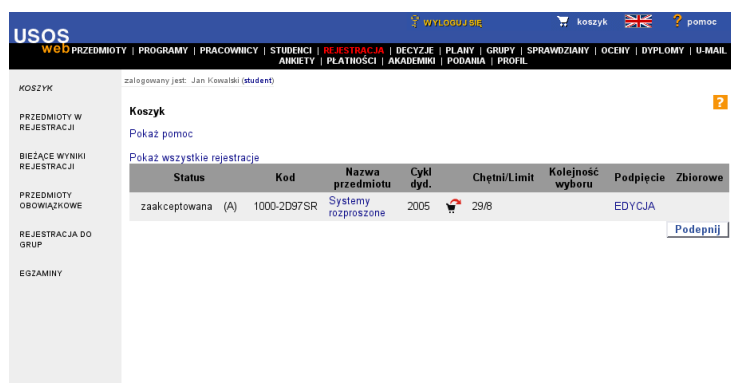 WYLOGUJ SIĘ koszyk ? pomoc
USOS
web
PRZEDMIOTY | PROGRAMY | PRACOWNICY | STUDENCI | REJESTRACJA | DECYZJE | PLANY | GRUPY | SPRAWDZIANY | OCENY | DYPLOMY | U-MAIL
ANKIETY | PŁATNOŚCI | AKADEMIKI | PODANIA | PROFIL
KOSZYK
PRZEDMIOTY W
REJESTRACJI
BIEŻĄCE WYNIKI
REJESTRACJI
PRZEDMIOTY
OBOWIĄZKOWE
REJESTRACJA DO
GRUP
EGZAMINY
zalogowany jest: Jan Kowalski (student)
?
Koszyk
Pokaż pomoc
Pokaż wszystkie rejestracje
Status Kod Nazwa przedmiotu Cykl dyd. Chętni/Limit Kolejność wyboru Podpięcie Zbiorowe
zaakceptowana (A) 1000-2D97SR Systemy rozproszone 2005 29/8 EDYCJA
Podepnij